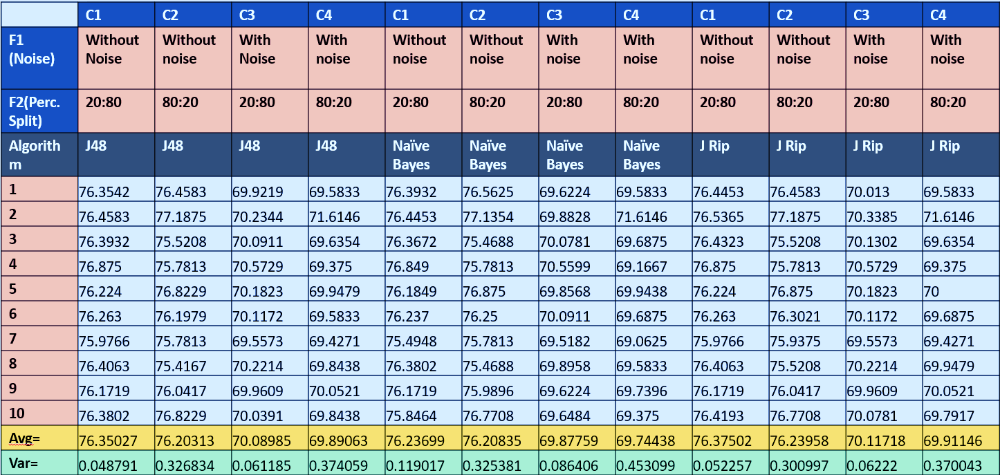 C1 C2 C3 C4 C1 C2 C3 C4 C1 C2 C3 C4
F1 (Noise) Without Noise Without noise With Noise With noise Without noise Without noise With noise With noise Without noise Without noise With noise With noise
F2(Perc. Split) 20:80 80:20 20:80 80:20 20:80 80:20 20:80 80:20 20:80 80:20 20:80 80:20
Algorithm J48 J48 J48 J48 Naïve Bayes Naïve Bayes Naïve Bayes Naïve Bayes J Rip J Rip J Rip J Rip
1 76.3542 76.4583 69.9219 69.5833 76.3932 76.5625 69.6224 69.5833 76.4453 76.4583 70.013 69.5833
2 76.4583 77.1875 70.2344 71.6146 76.4453 77.1354 69.8828 71.6146 76.5365 77.1875 70.3385 71.6146
3 76.3932 75.5208 70.0911 69.6354 76.3672 75.4688 70.0781 69.6875 76.4323 75.5208 70.1302 69.6354
4 76.875 75.7813 70.5729 69.375 76.849 75.7813 70.5599 69.1667 76.875 75.7813 70.5729 69.375
5 76.224 76.8229 70.1823 69.9479 76.1849 76.875 69.8568 69.9438 76.224 76.875 70.1823 70
6 76.263 76.1979 70.1172 69.5833 76.237 76.25 70.0911 69.6875 76.263 76.3021 70.1172 69.6875
7 75.9766 75.7813 69.5573 69.4271 75.4948 75.7813 69.5182 69.0625 75.9766 75.9375 69.5573 69.4271
8 76.4063 75.4167 70.2214 69.8438 76.3802 75.4688 69.8958 69.5833 76.4063 75.5208 70.2214 69.9479
9 76.1719 76.0417 69.9609 70.0521 76.1719 75.9896 69.6224 69.7396 76.1719 76.0417 69.9609 70.0521
10 76.3802 76.8229 70.0391 69.8438 75.8464 76.7708 69.6484 69.375 76.4193 76.7708 70.0781 69.7917
Avg= 76.35027 76.20313 70.08985 69.89063 76.23699 76.20835 69.87759 69.74438 76.37502 76.23958 70.11718 69.91146
Var= 0.048791 0.326834 0.061185 0.374059 0.119017 0.325381 0.086406 0.453099 0.052257 0.300997 0.06222 0.370043